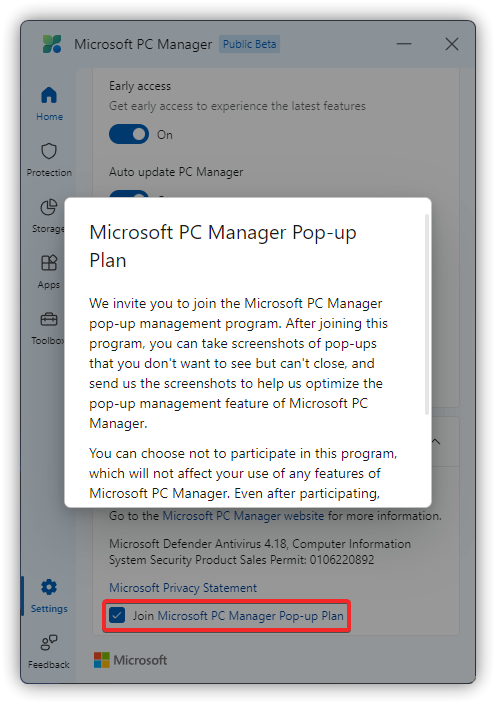 Microsoft PC Manager Public Beta
Home
Protection
Storage
Apps
Toolbox
Settings
Feedback
Early access
Get early access to experience the latest features
On
Auto update PC Manager
Microsoft PC Manager Pop-up
Plan
We invite you to join the Microsoft PC Manager
pop-up management program. After joining this
program, you can take screenshots of pop-ups
that you don't want to see but can't close, and
send us the screenshots to help us optimize the
pop-up management feature of Microsoft PC
Manager.
You can choose not to participate in this program,
which will not affect your use of any features of
Microsoft PC Manager. Even after participating,
Go to the Microsoft PC Manager website for more information.
Microsoft Defender Antivirus 4.18, Computer Information
System Security Product Sales Permit: 0106220892
Microsoft Privacy Statement
Join Microsoft PC Manager Pop-up Plan
Microsoft